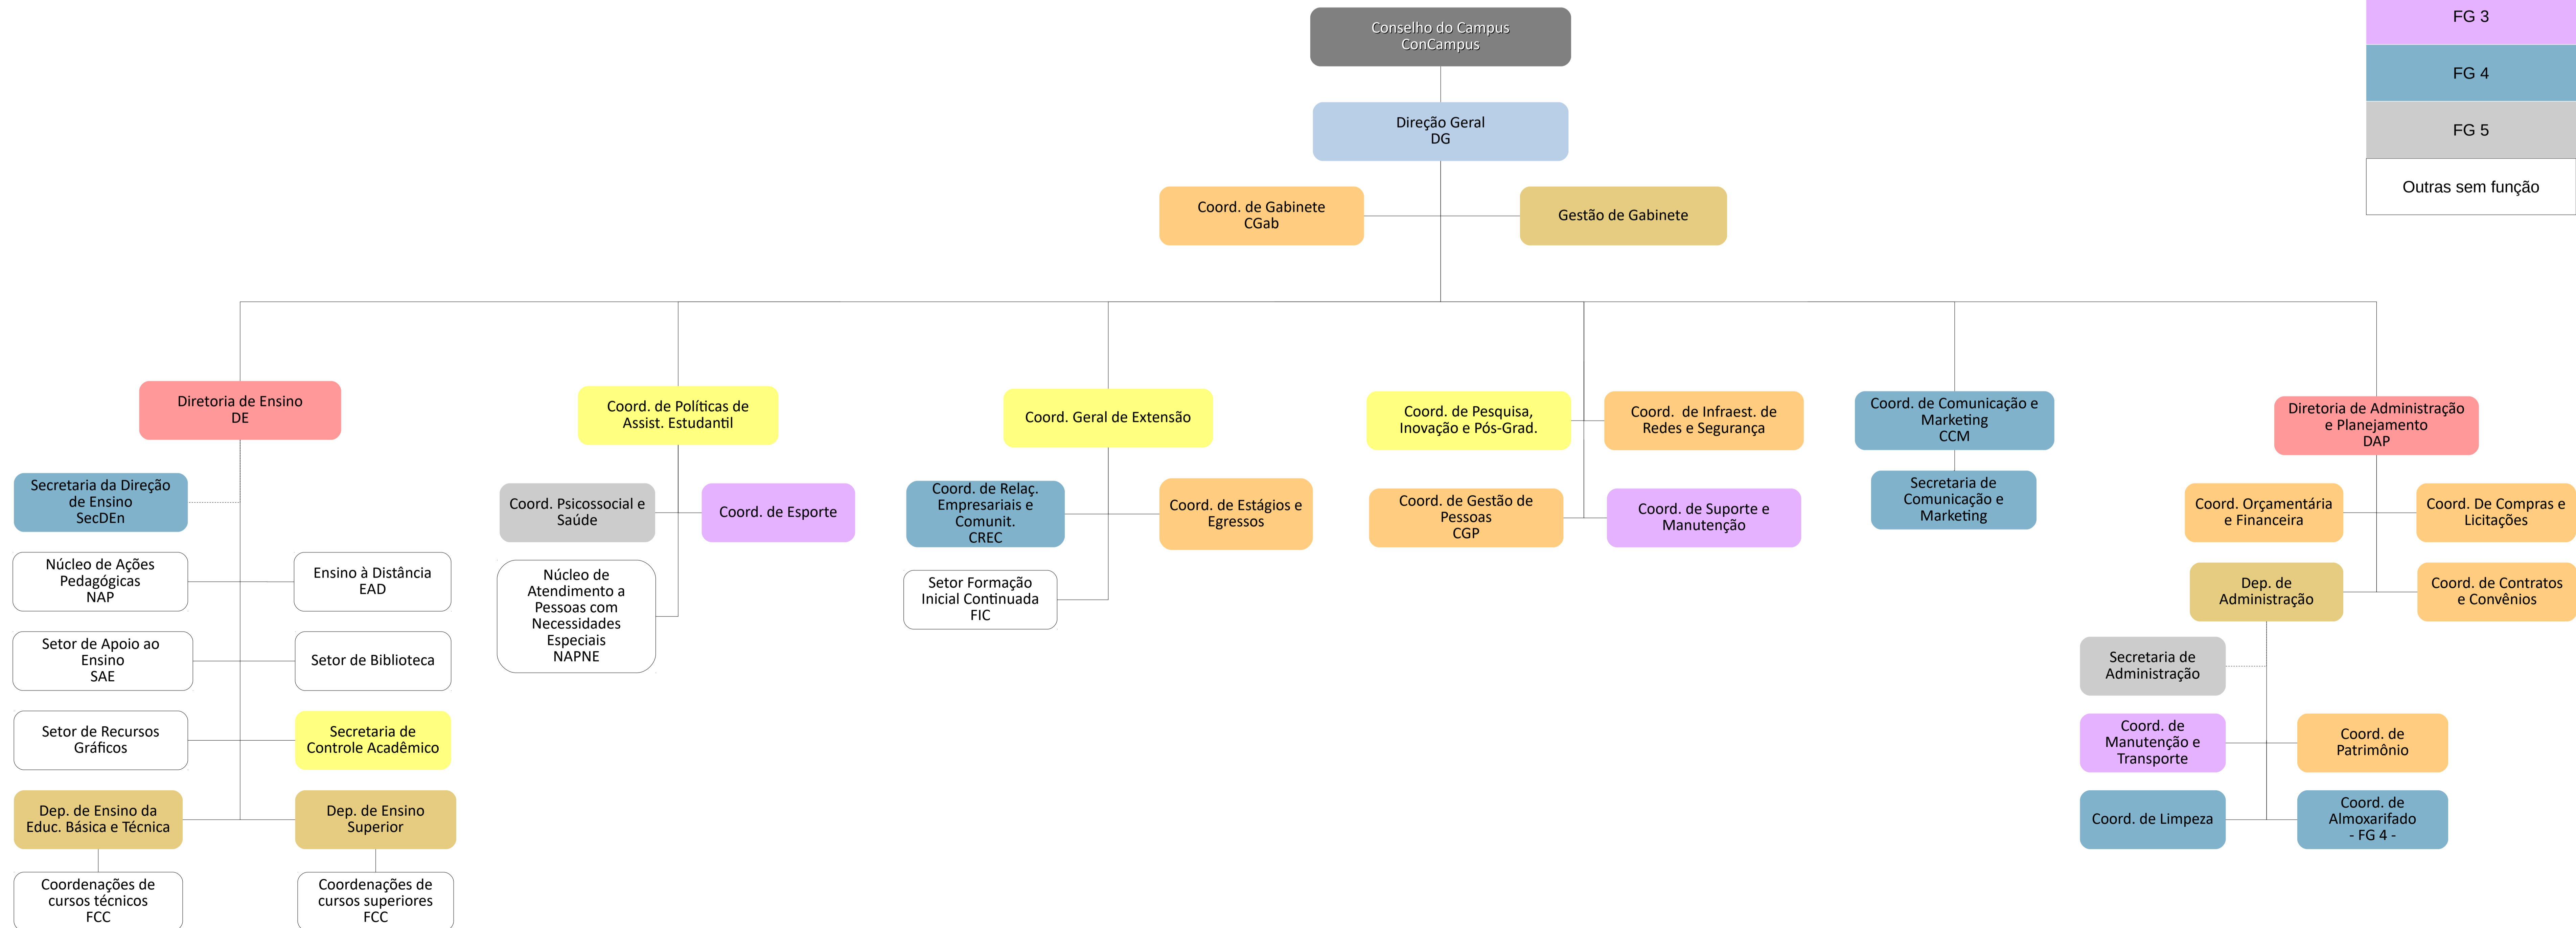 Conselho do Campus
ConCampus
FG 3
FG 4
FG 5
Outras sem função
Direção Geral
DG
Coord. de Gabinete
CGab
Gestão de Gabinete
Diretoria de Ensino
DE
Secretaria da Direção
de Ensino
SecDEn
Núcleo de Ações
Pedagógicas
NAP
Ensino à Distância
EAD
Setor de Apoio ao
Ensino
SAE
Setor de Biblioteca
Setor de Recursos
Gráficos
Secretaria de
Controle Acadêmico
Dep. de Ensino da
Educ. Básica e Técnica
Dep. de Ensino
Superior
Coordenações de
cursos técnicos
FCC
Coordenações de
cursos superiores
FCC
Coord. de Políticas de
Assist. Estudantil
Coord. Psicossocial e
Saúde
Coord. de Esporte
Núcleo de
Atendimento a
Pessoas com
Necessidades
Especiais
NAPNE
Coord. Geral de Extensão
Coord. de Relaç.
Empresariais e
Comunit.
CREC
Coord. de Estágios e
Egressos
Setor Formação
Inicial Continuada
FIC
Coord. de Pesquisa,
Inovação e Pós-Grad.
Coord. de Infraest. de
Redes e Segurança
Coord. de Gestão de
Pessoas
CGP
Coord. de Suporte e
Manutenção
Coord. de Comunicação e
Marketing
CCM
Secretaria de
Comunicação e
Marketing
Diretoria de Administração
e Planejamento
DAP
Coord. Orçamentária
e Financeira
Coord. De Compras e
Licitações
Dep. de
Administração
Coord. de Contratos
e Convênios
Secretaria de
Administração
Coord. de
Manutenção e
Transporte
Coord. de
Patrimônio
Coord. de Limpeza
Coord. de
Almoxarifado
- FG 4 -